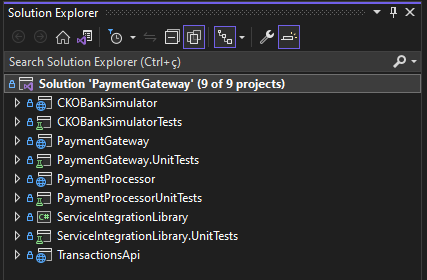 Solution Explorer
Search Solution Explorer (Ctrl+ç)
Solution 'PaymentGateway' (9 of 9 projects)
CKOBankSimulator
CKOBankSimulatorTests
PaymentGateway
PaymentGateway.UnitTests
PaymentProcessor
PaymentProcessorUnitTests
C# ServiceIntegrationLibrary
ServiceIntegrationLibrary.UnitTests
TransactionsApi